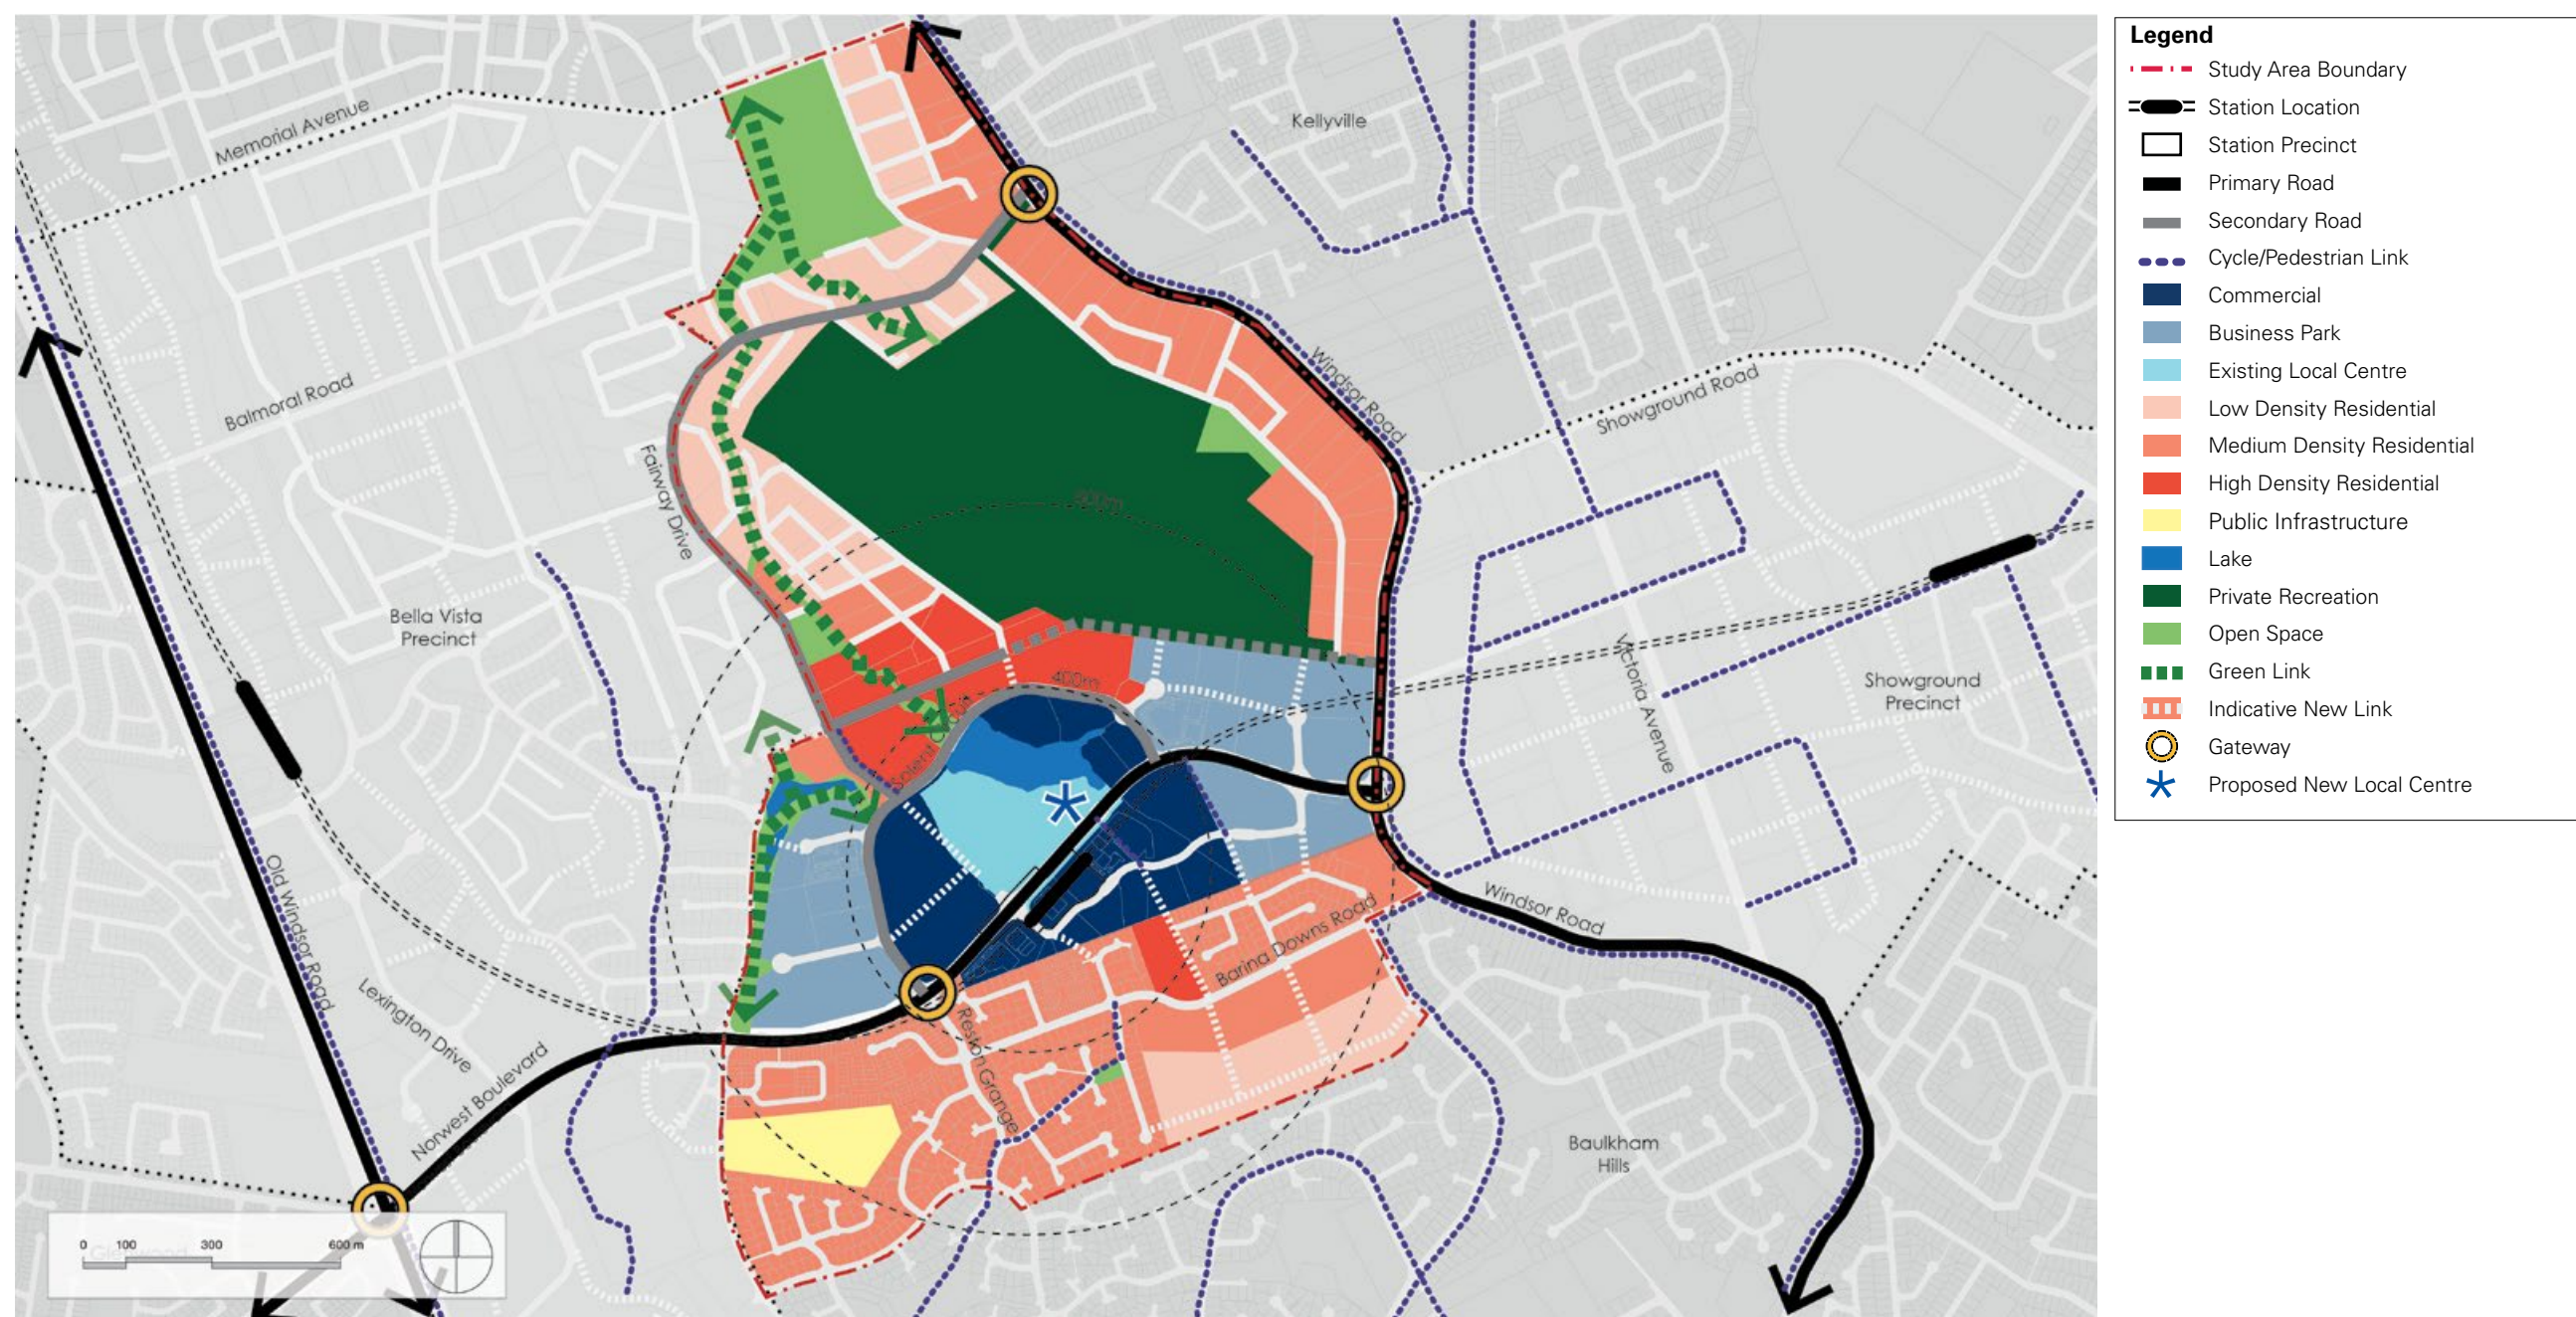 Memorial Avenue
Kellyville
Balmoral Road
Windsor Road
Showground Road
Fairway Drive
800m
Bella Vista
Precinct
Victoria Avenue
Showground
Precinct
400m
Old Windsor Road
Lexington Drive
Norwest Boulevard
Barina Downs Road
Windsor Road
Reston Grange
Baulkham
Hills
0 100 300 600 m
Legend
Study Area Boundary
Station Location
Station Precinct
Primary Road
Secondary Road
Cycle/Pedestrian Link
Commercial
Business Park
Existing Local Centre
Low Density Residential
Medium Density Residential
High Density Residential
Public Infrastructure
Lake
Private Recreation
Open Space
Green Link
Indicative New Link
Gateway
Proposed New Local Centre